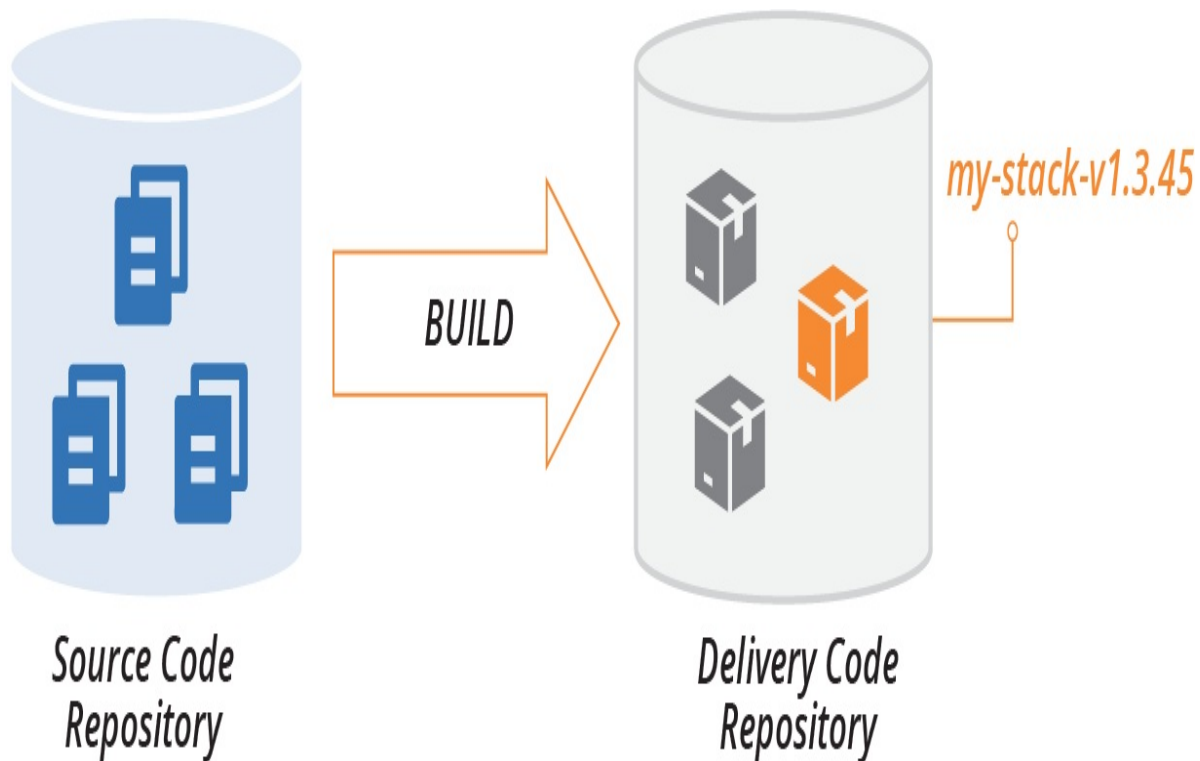 my-stack-v1.3.45
BUILD
Source Code
Repository
Delivery Code
Repository